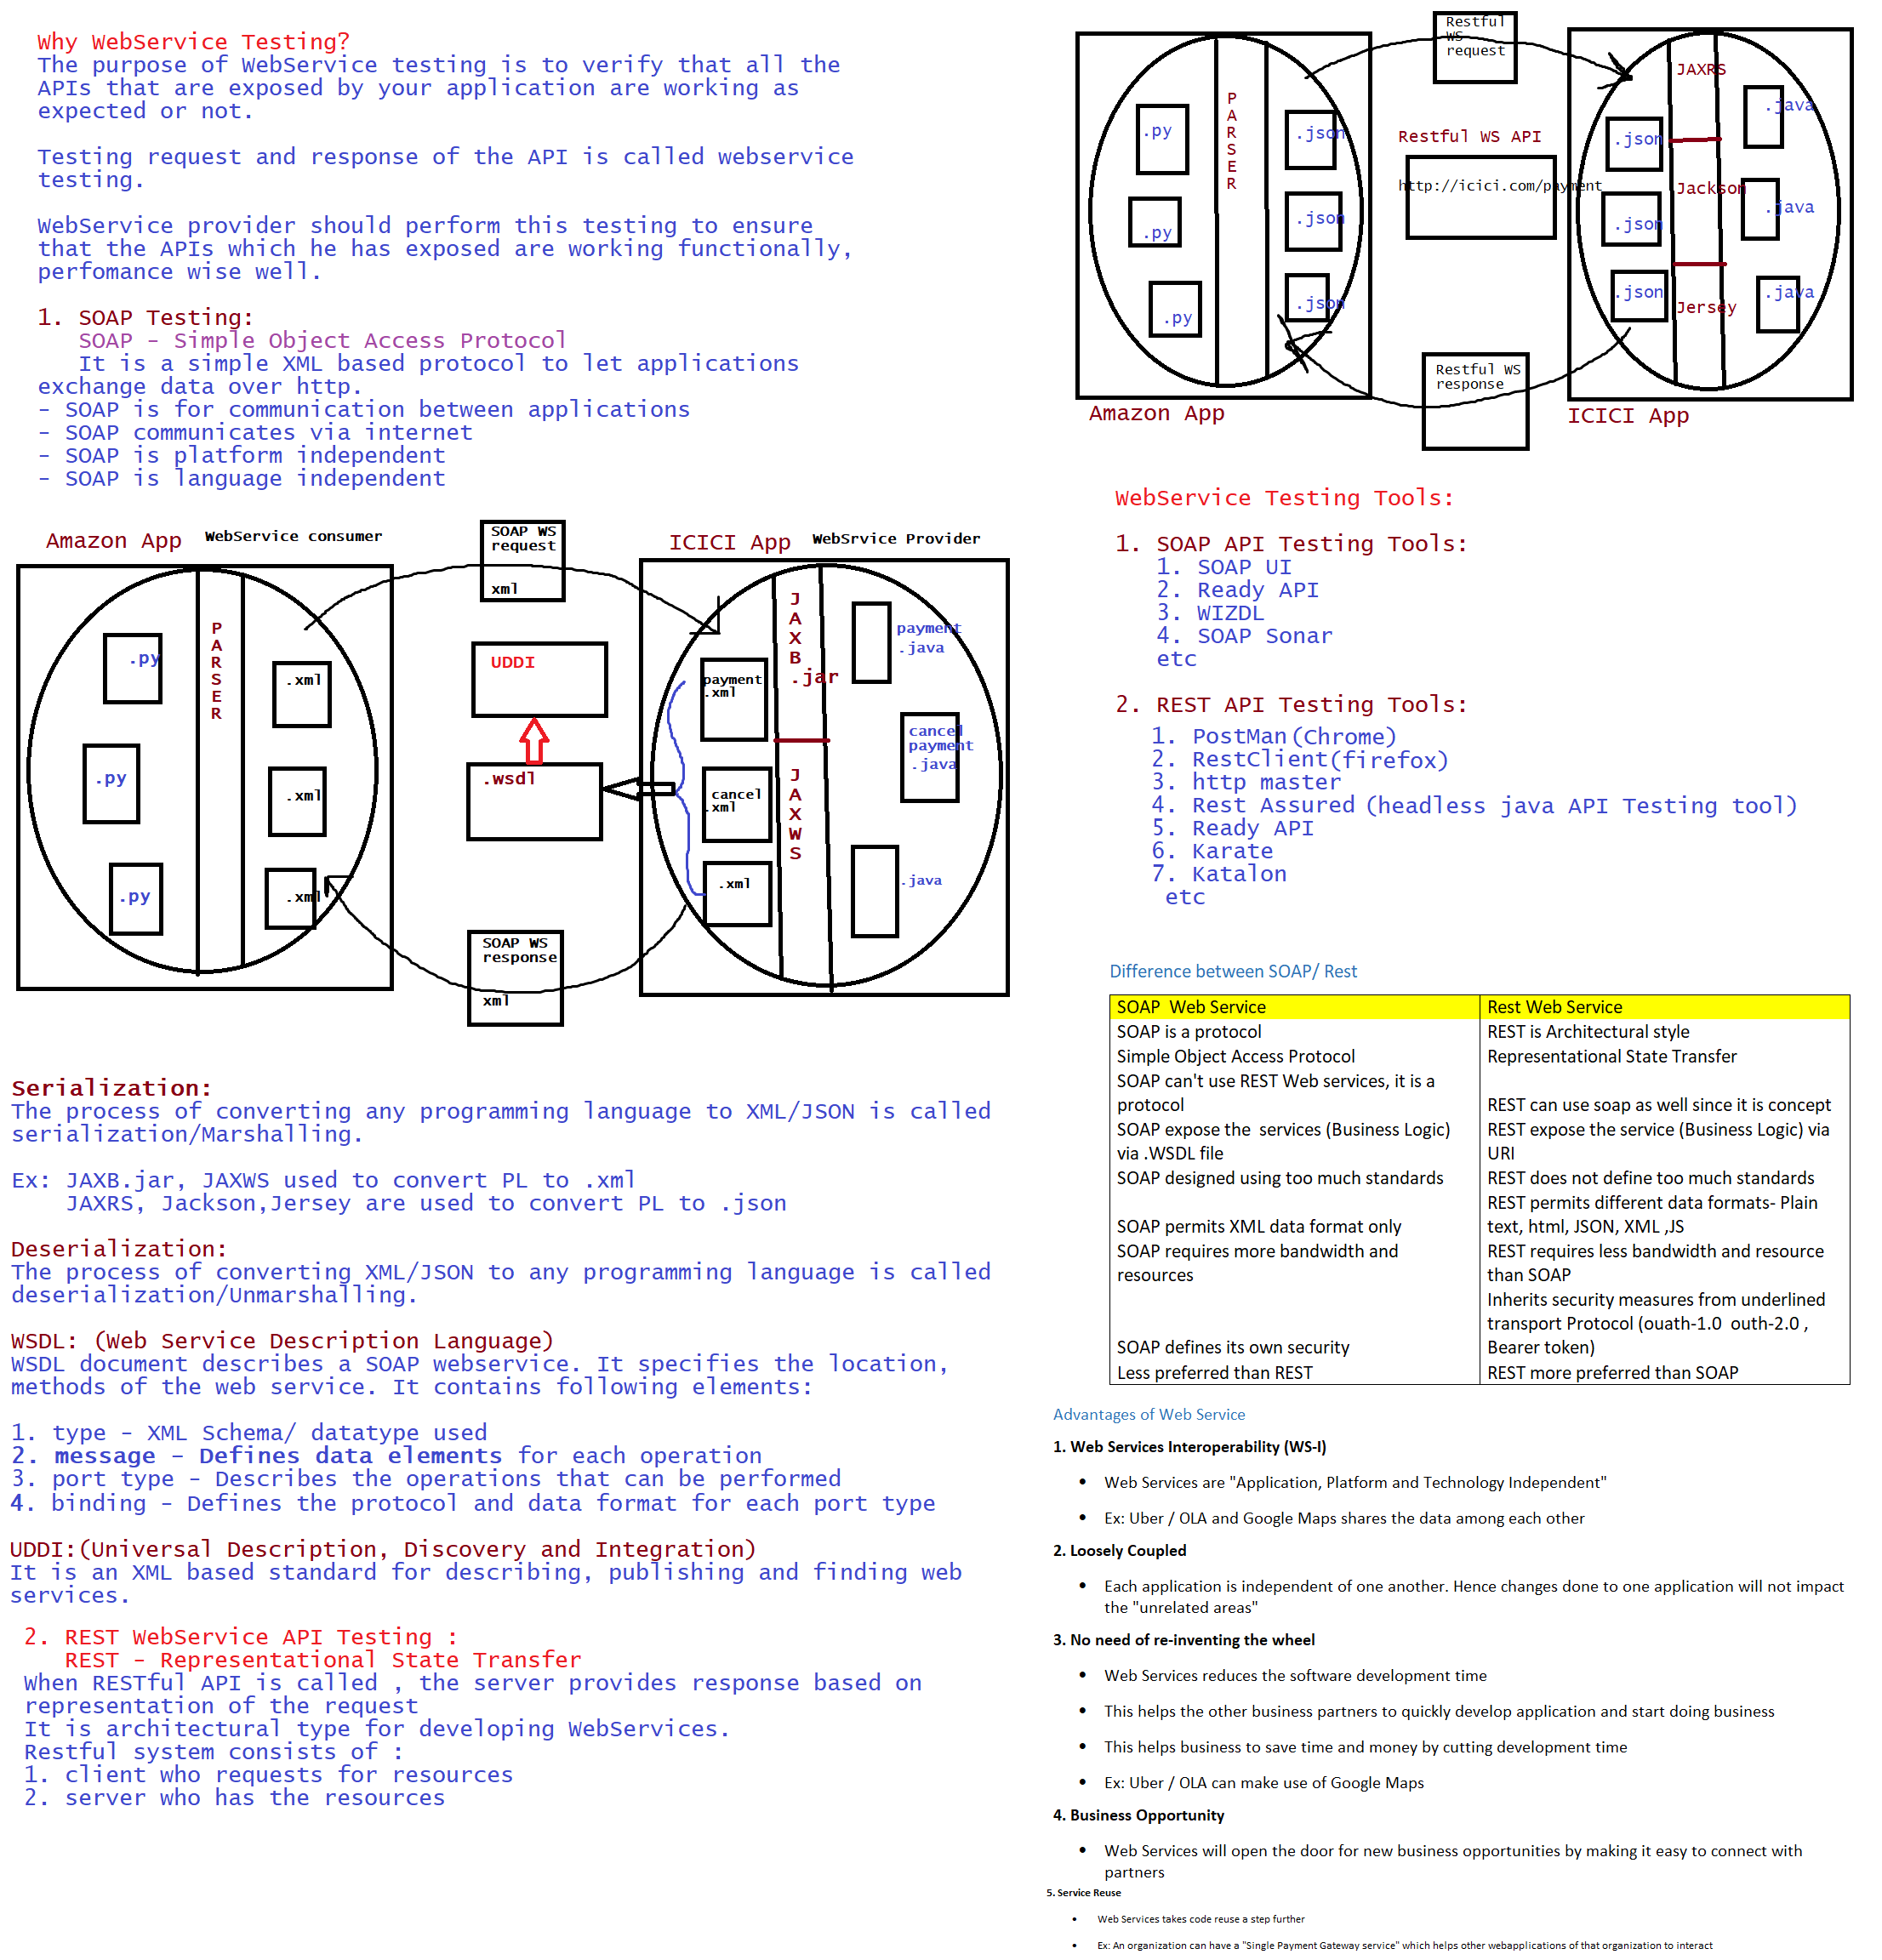 Why WebService Testing?
The purpose of WebService testing is to verify that all the
APIs that are exposed by your application are working as
expected or not.
Testing request and response of the API is called webservice
testing.
WebService provider should perform this testing to ensure
that the APIs which he has exposed are working functionally,
perfomance wise well.
1. SOAP Testing:
SOAP - Simple Object Access Protocol
It is a simple XML based protocol to let applications
exchange data over http.
- SOAP is for communication between applications
- SOAP communicates via internet
- SOAP is platform independent
- SOAP is language independent
Amazon App WebService consumer
SOAP WS
request
xml
ICICI App WebSrvice Provider
PARSER
.py
.py
.py
.xml
.xml
.xml
UDDI
.wsdl
SOAP WS
response
xml
payment
.xml
cancel
.xml
.xml
JAXB
.jar
JAXWS
payment
.java
cancel
payment
.java
.java
Serialization:
The process of converting any programming language to XML/JSON is called
serialization/Marshalling.
Ex: JAXB.jar, JAXWS used to convert PL to .xml
JAXRS, Jackson,Jersey are used to convert PL to .json
Deserialization:
The process of converting XML/JSON to any programming language is called
deserialization/Unmarshalling.
WSDL: (Web Service Description Language)
WSDL document describes a SOAP webservice. It specifies the location,
methods of the web service. It contains following elements:
1. type - XML Schema/ datatype used
2. message - Defines data elements for each operation
3. port type - Describes the operations that can be performed
4. binding - Defines the protocol and data format for each port type
UDDI:(Universal Description, Discovery and Integration)
It is an XML based standard for describing, publishing and finding web
services.
2. REST WebService API Testing :
REST - Representational State Transfer
When RESTful API is called , the server provides response based on
representation of the request
It is architectural type for developing WebServices.
Restful system consists of :
1. client who requests for resources
2. server who has the resources
Restful
WS
request
PARSER
.py
.py
.py
.json
.json
.json
Restful WS API
http://icici.com/payment
.json
.json
.json
JAXRS
Jackson
Jersey
.java
.java
.java
Restful WS
response
Amazon App
ICICI App
WebService Testing Tools:
1. SOAP API Testing Tools:
1. SOAP UI
2. Ready API
3. WIZDL
4. SOAP Sonar
etc
2. REST API Testing Tools:
1. PostMan(Chrome)
2. RestClient(firefox)
3. http master
4. Rest Assured (headless java API Testing tool)
5. Ready API
6. Karate
7. Katalon
etc
Difference between SOAP/ Rest
SOAP Web Service Rest Web Service
SOAP is a protocol REST is Architectural style
Simple Object Access Protocol Representational State Transfer
SOAP can't use REST Web services, it is a
protocol REST can use soap as well since it is concept
SOAP expose the services (Business Logic) REST expose the service (Business Logic) via
via .WSDL file URI
SOAP designed using too much standards REST does not define too much standards
REST permits different data formats- Plain
SOAP permits XML data format only text, html, JSON, XML ,JS
SOAP requires more bandwidth and REST requires less bandwidth and resource
resources than SOAP
Inherits security measures from underlined
transport Protocol (ouath-1.0 outh-2.0 ,
SOAP defines its own security Bearer token)
Less preferred than REST REST more preferred than SOAP
Advantages of Web Service
1. Web Services Interoperability (WS-I)
• Web Services are "Application, Platform and Technology Independent"
• Ex: Uber / OLA and Google Maps shares the data among each other
2. Loosely Coupled
• Each application is independent of one another. Hence changes done to one application will not impact
the "unrelated areas"
3. No need of re-inventing the wheel
• Web Services reduces the software development time
• This helps the other business partners to quickly develop application and start doing business
• This helps business to save time and money by cutting development time
• Ex: Uber / OLA can make use of Google Maps
4. Business Opportunity
• Web Services will open the door for new business opportunities by making it easy to connect with
partners
5. Service Reuse
• Web Services takes code reuse a step further
• Ex: An organization can have a "Single Payment Gateway service" which helps other webapplications of that organization to interact